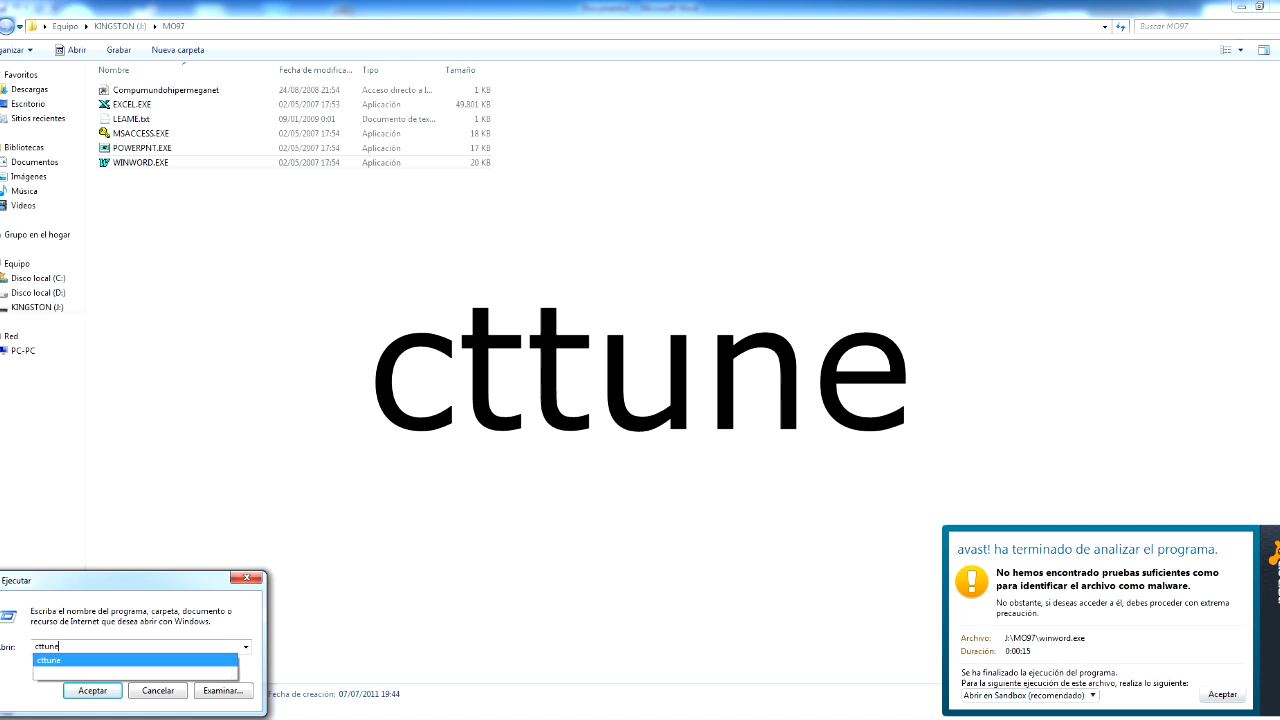 Equipo KINGSTON (J:) MO97
Buscar MO97
Abrir Grabar Nueva carpeta
Nombre Fecha de modifica... Tipo Tamaño
Compumundohipermeganet 24/08/2008 21:54 Acceso directo a l... 1 KB
EXCEL.EXE 02/05/2007 17:53 Aplicación 49.801 KB
LEAME.txt 09/01/2009 0:01 Documento de tex... 1 KB
MSACCESS.EXE 02/05/2007 17:54 Aplicación 18 KB
POWERPNT.EXE 02/05/2007 17:54 Aplicación 17 KB
WINWORD.EXE 02/05/2007 17:54 Aplicación 20 KB
Favoritos
Descargas
Escritorio
Sitios recientes
Bibliotecas
Documentos
Imágenes
Música
Vídeos
Grupo en el hogar
Equipo
Disco local (C:)
Disco local (D:)
KINGSTON (J:)
Red
PC-PC
cttune
Ejecutar
Escriba el nombre del programa, carpeta, documento o
recurso de Internet que desea abrir con Windows.
brir: cttune
cttune
Aceptar Cancelar Examinar...
Fecha de creación: 07/07/2011 19:44
avast! ha terminado de analizar el programa.
No hemos encontrado pruebas suficientes como
para identificar el archivo como malware.
No obstante, si deseas acceder a él, debes proceder con extrema
precaución.
Archivo: J:\MO97\winword.exe
Duración: 0:00:15
Se ha finalizado la ejecución del programa.
Para la siguiente ejecución de este archivo, realiza lo siguiente:
Abrir en Sandbox (recomendado) Aceptar